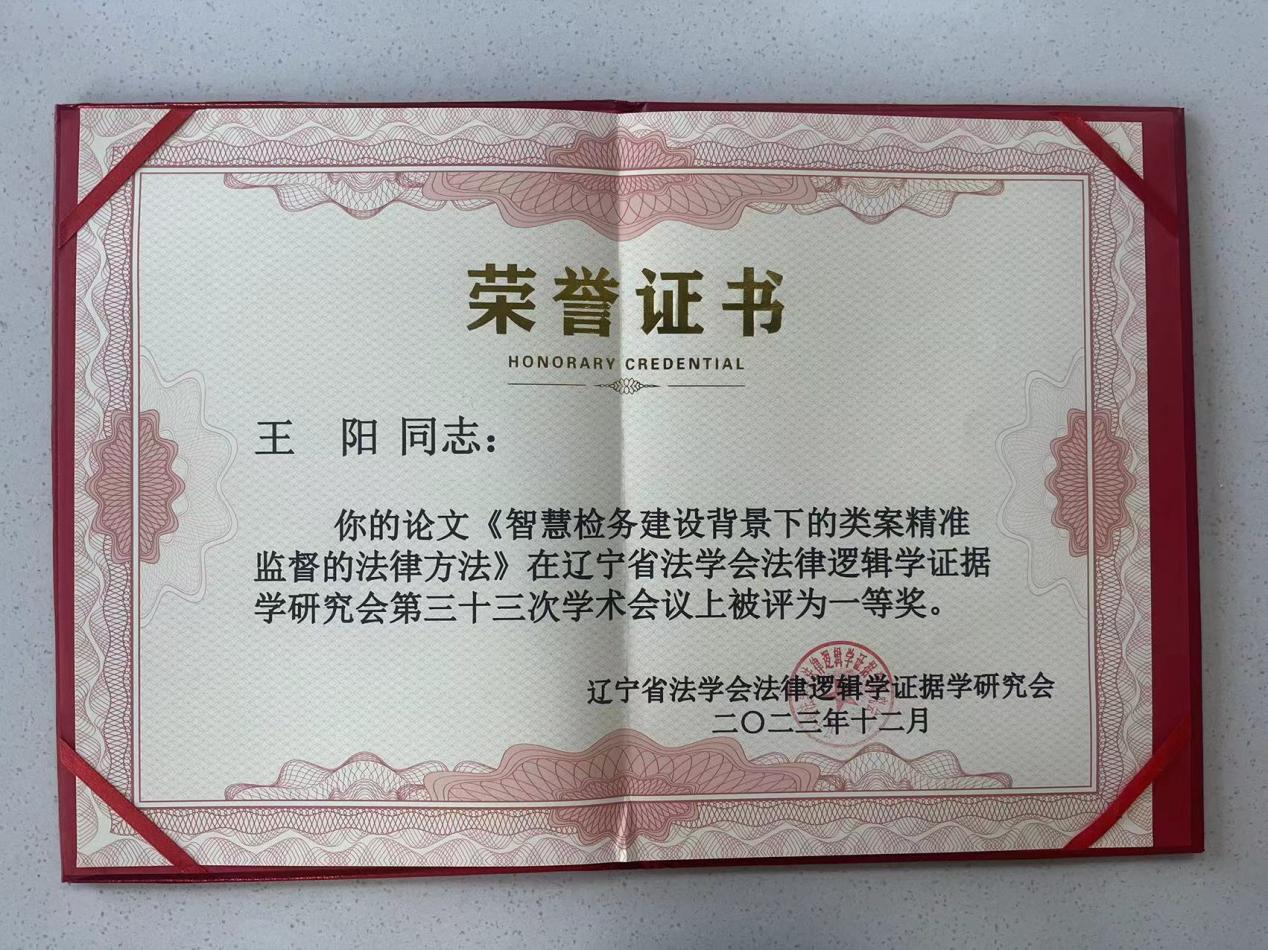 荣誉证书
HONORARY CREDENTIAL
王 阳 同志：
你的论文《智慧检务建设背景下的类案精准
监督的法律方法》在辽宁省法学会法律逻辑学证据
学研究会第三十三次学术会议上被评为一等奖。
辽宁省法学会法律逻辑学证据学研究会
二〇二三年十二月